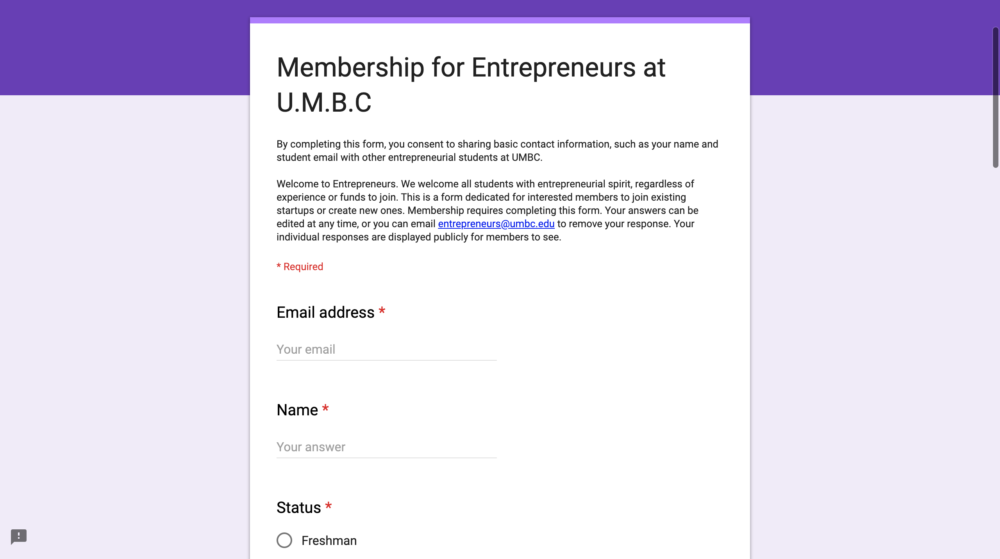 Membership for Entrepreneurs at
U.M.B.C
By completing this form, you consent to sharing basic contact information, such as your name and
student email with other entrepreneurial students at UMBC.
Welcome to Entrepreneurs. We welcome all students with entrepreneurial spirit, regardless of
experience or funds to join. This is a form dedicated for interested members to join existing
startups or create new ones. Membership requires completing this form. Your answers can be
edited at any time, or you can email entrepreneurs@umbc.edu to remove your response. Your
individual responses are displayed publicly for members to see.
* Required
Email address *
Your email
Name *
Your answer
Status *
Freshman